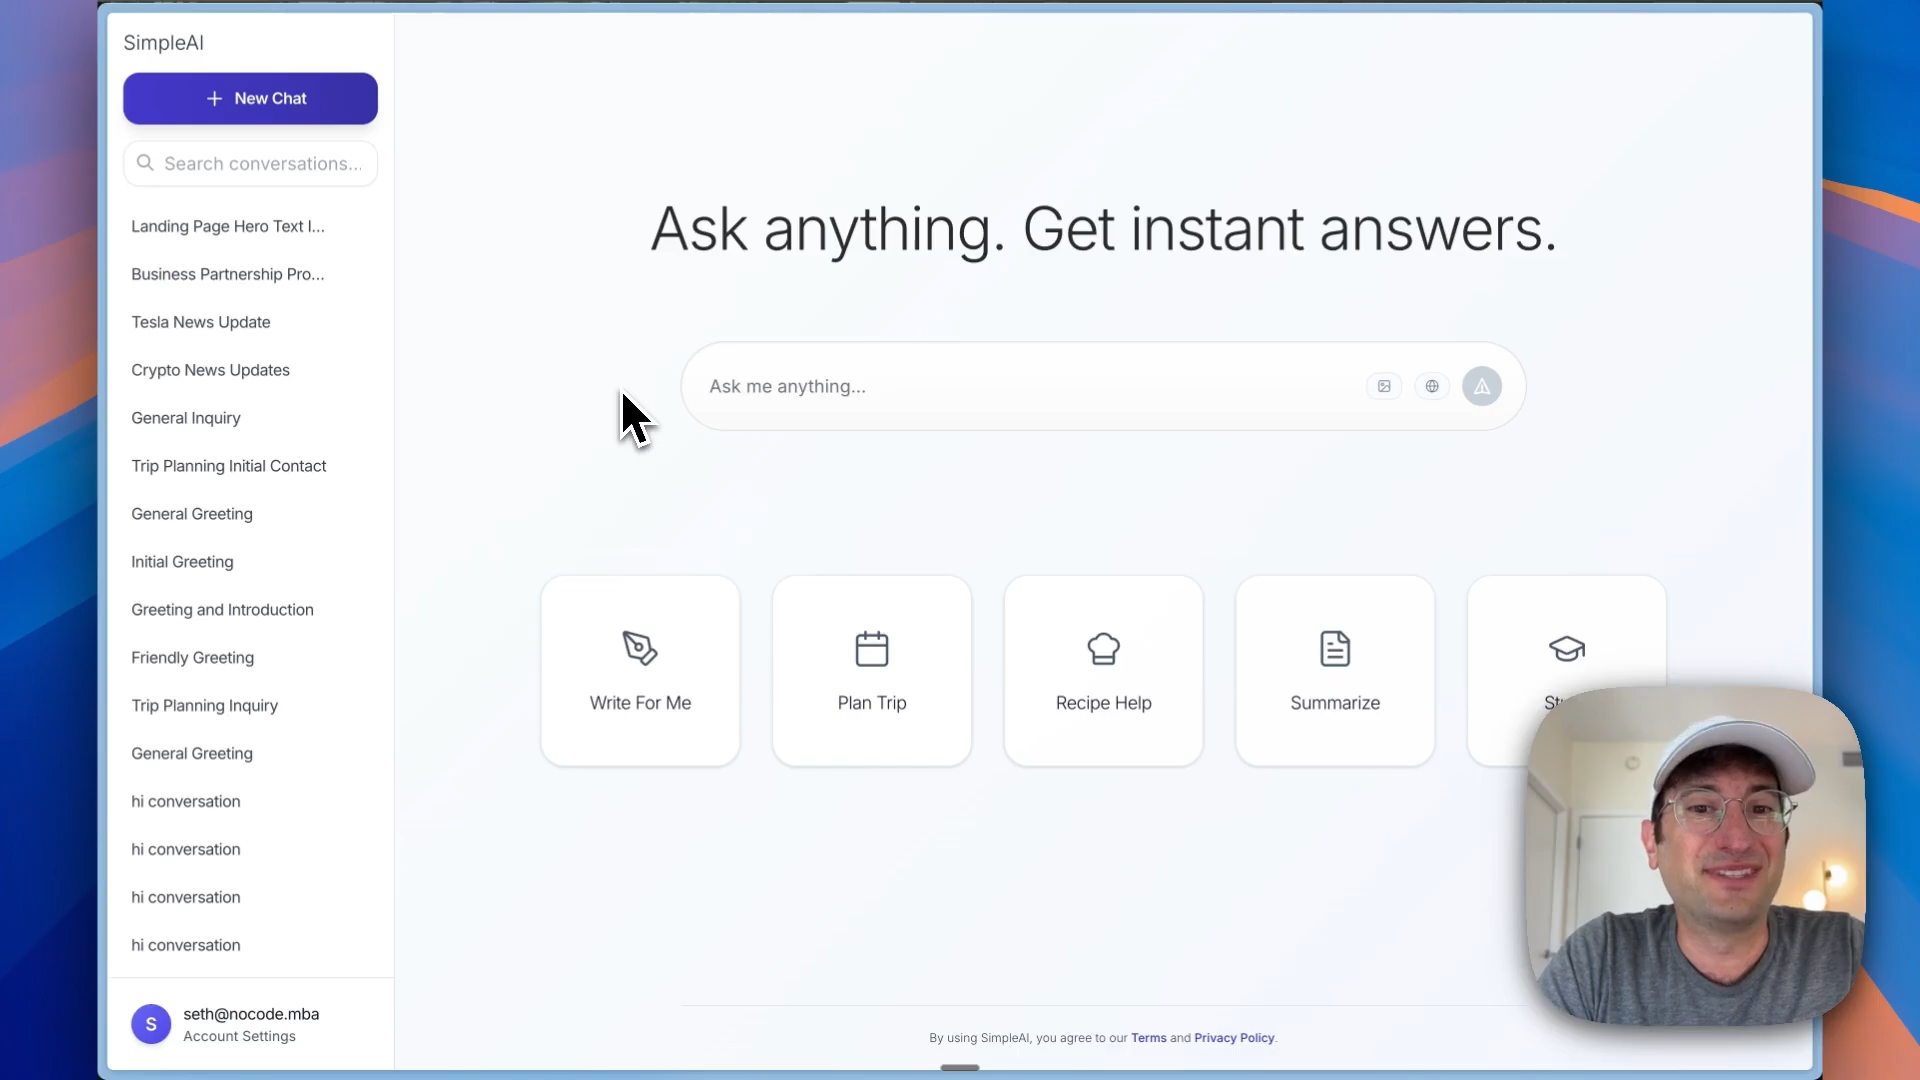 SimpleAI
New Chat
Search conversations...
Landing Page Hero Text I...
Business Partnership Pro...
Tesla News Update
Crypto News Updates
General Inquiry
Trip Planning Initial Contact
General Greeting
Initial Greeting
Greeting and Introduction
Friendly Greeting
Trip Planning Inquiry
General Greeting
hi conversation
hi conversation
hi conversation
hi conversation
S
seth@nocode.mba
Account Settings
Ask anything. Get instant answers.
Ask me anything...
Write For Me
Plan Trip
Recipe Help
Summarize
By using SimpleAI, you agree to our Terms and Privacy Policy.